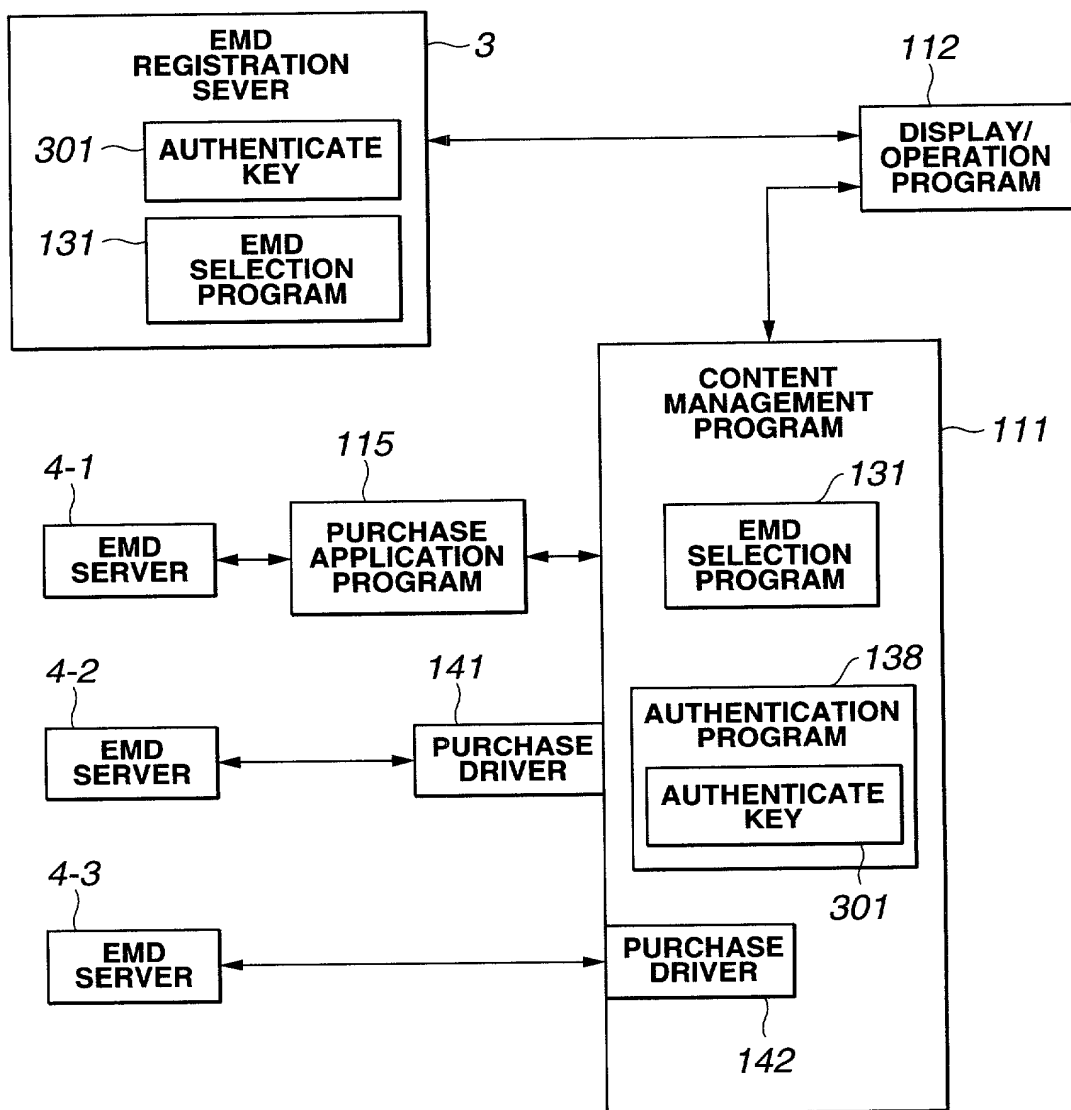 EMD
REGISTRATION
SEVER
3
301
AUTHENTICATE
KEY
131
EMD
SELECTION
PROGRAM
112
DISPLAY/
OPERATION
PROGRAM
CONTENT
MANAGEMENT
PROGRAM
111
4-1
EMD
SERVER
115
PURCHASE
APPLICATION
PROGRAM
131
EMD
SELECTION
PROGRAM
4-2
EMD
SERVER
141
PURCHASE
DRIVER
138
AUTHENTICATION
PROGRAM
AUTHENTICATE
KEY
301
4-3
EMD
SERVER
PURCHASE
DRIVER
142